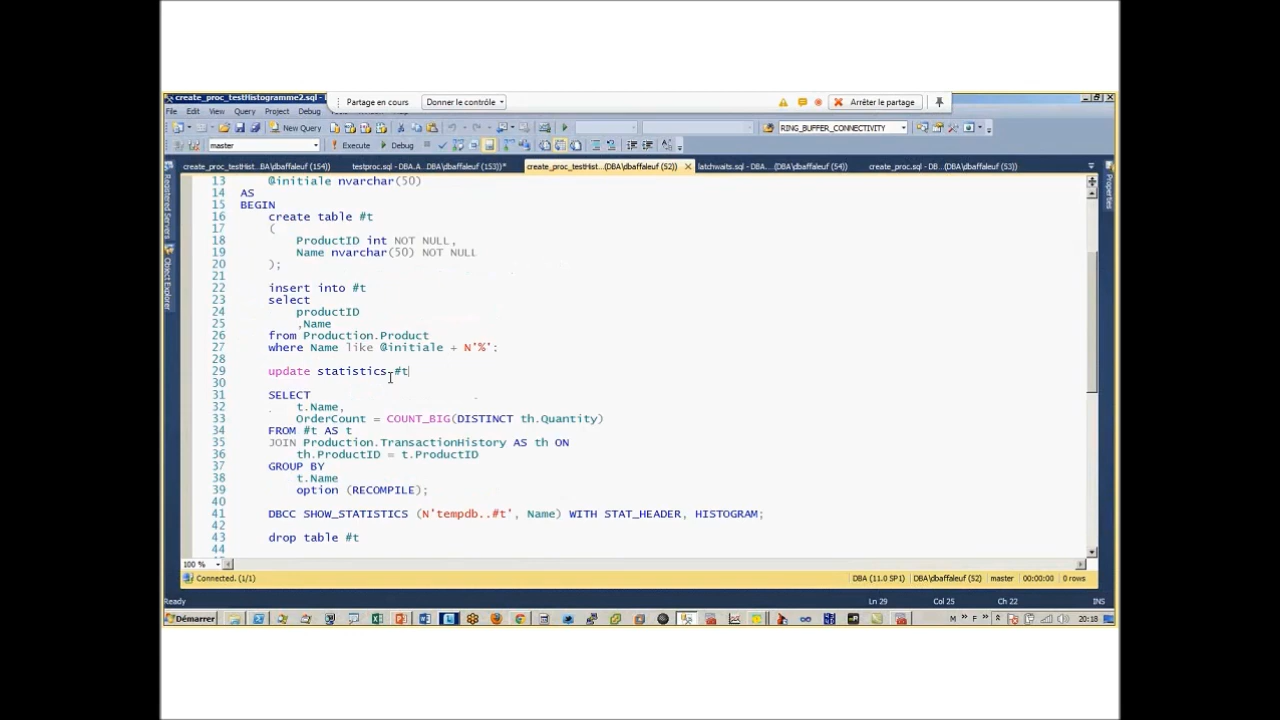 create_proc_testHistogramme2.sql -
Partage en cours
Donner le contrôle
Arrêter le partage
File Edit View Query Project Debug
New Query
RING_BUFFER_CONNECTIVITY
master
Execute
Debug
create_proc_testHist...BA\dbaffaleuf (154))
testproc.sql - DBA.A...DBA\dbaffaleuf (153))*
create_proc_testHist...(DBA\dbaffaleuf (52))
latchwaits.sql - DBA...(DBA\dbaffaleuf (54))
create_proc.sql - DB...(DBA\dbaffaleuf (53))
Registered Servers
Object Explorer
Properties
13 @initiale nvarchar(50)
14 AS
15 BEGIN
16 create table #t
17 (
18 ProductID int NOT NULL,
19 Name nvarchar(50) NOT NULL
20 );
21
22 insert into #t
23 select
24 productID
25 ,Name
26 from Production.Product
27 where Name like @initiale + N'%';
28
29 update statistics #t
30
31 SELECT
32 t.Name,
33 OrderCount = COUNT_BIG(DISTINCT th.Quantity)
34 FROM #t AS t
35 JOIN Production.TransactionHistory AS th ON
36 th.ProductID = t.ProductID
37 GROUP BY
38 t.Name
39 option (RECOMPILE);
40
41 DBCC SHOW_STATISTICS (N'tempdb..#t', Name) WITH STAT_HEADER, HISTOGRAM;
42
43 drop table #t
44
100 %
Connected. (1/1)
DBA (11.0 SP1)
DBA\dbaffaleuf (52)
master
00:00:00
0 rows
Ready
Ln 29
Col 25
Ch 22
INS
Démarrer
M
F
20:18